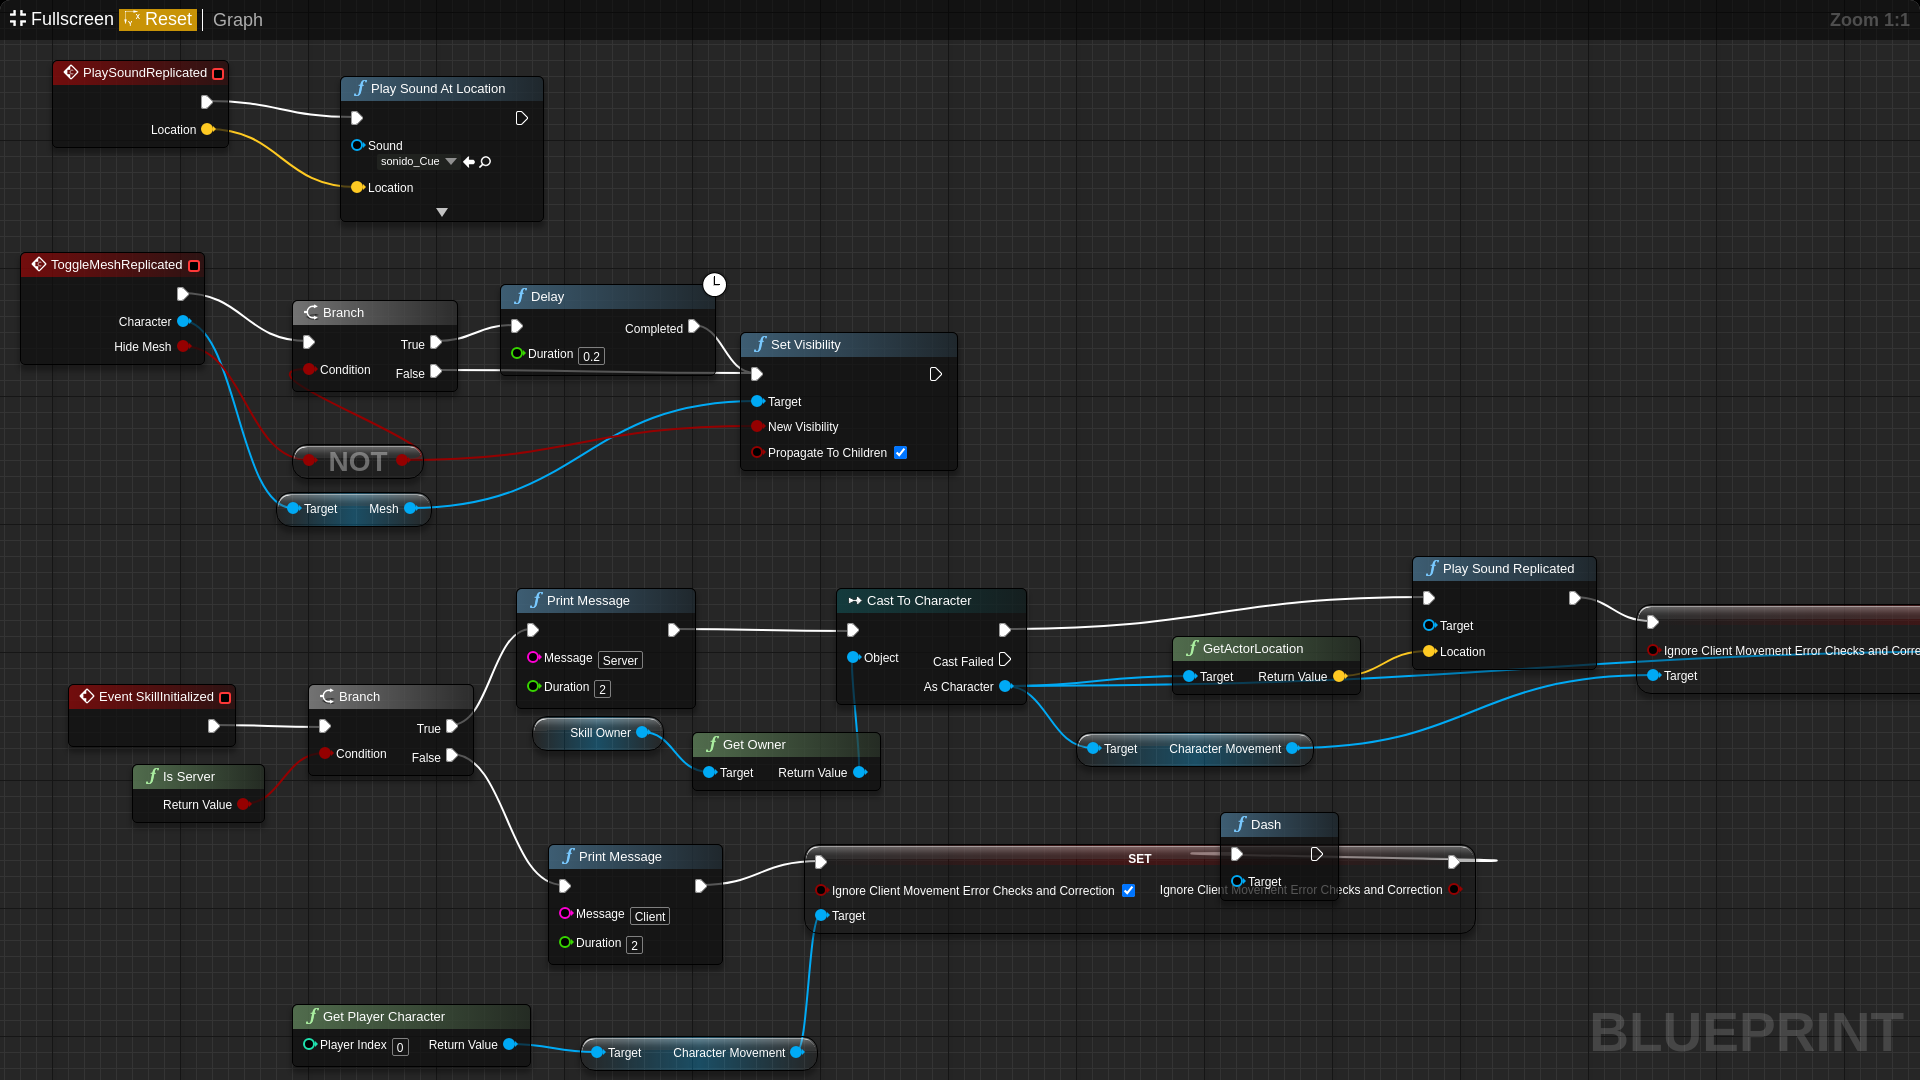 Fullscreen Reset Graph Zoom 1:1
PlaySoundReplicated
Location
Play Sound At Location
Sound
sonido_Cue
Location
ToggleMeshReplicated
Character
Hide Mesh
Branch
True
Condition
False
Delay
Completed
Duration 0.2
Set Visibility
Target
New Visibility
Propagate To Children
NOT
Target Mesh
Event SkillInitialized
Is Server
Return Value
Branch
True
Condition
False
Print Message
Message Server
Duration 2
Skill Owner
Get Owner
Target Return Value
Cast To Character
Object
Cast Failed
As Character
GetActorLocation
Target Return Value
Target Character Movement
Play Sound Replicated
Target
Location
Ignore Client Movement Error Checks and Corre
Target
Print Message
Message Client
Duration 2
SET
Ignore Client Movement Error Checks and Correction Ignore Client Movement Error Checks and Correction
Target
Dash
Target
Get Player Character
Player Index 0 Return Value
Target Character Movement
BLUEPRINT